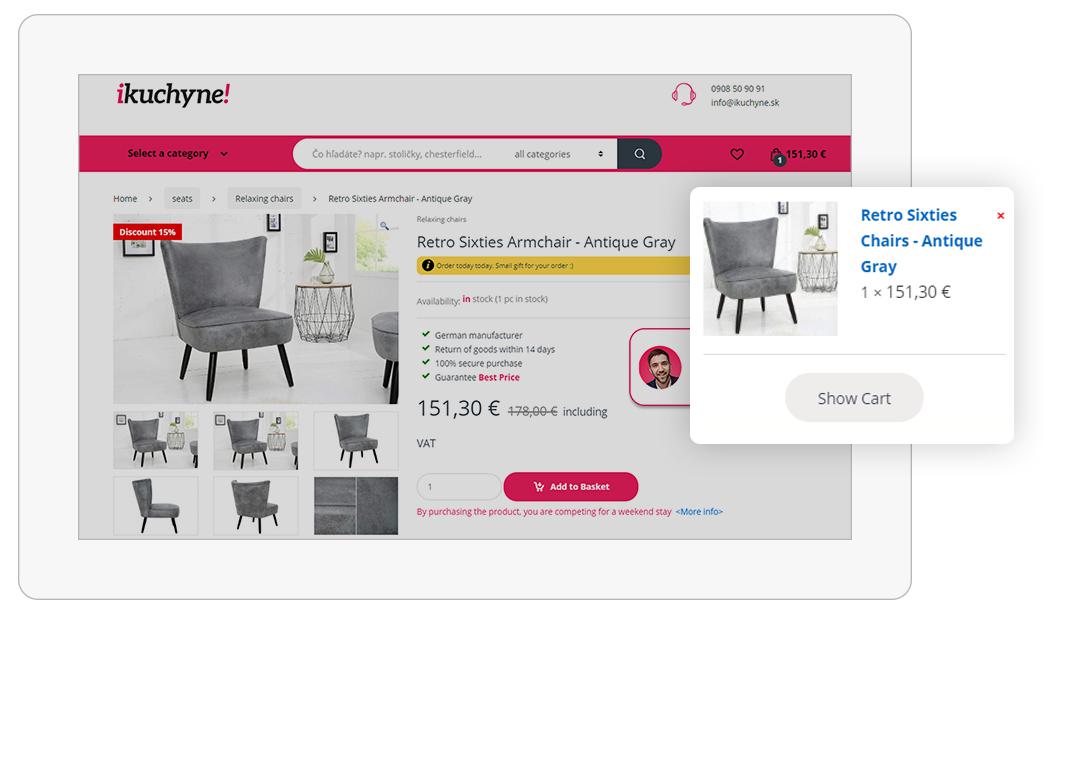 ikuchyne!
0908 50 90 91
info@ikuchyne.sk
Select a category
Čo hľadáte? napr. stoličky, chesterfield...
all categories
1
151,30 €
Home > seats > Relaxing chairs > Retro Sixties Armchair - Antique Gray
Discount 15%
Relaxing chairs
Retro Sixties Armchair - Antique Gray
i Order today today. Small gift for your order :)
Availability: in stock (1 pc in stock)
German manufacturer
Return of goods within 14 days
100% secure purchase
Guarantee Best Price
151,30 € 178,00 € including
VAT
1
Add to Basket
By purchasing the product, you are competing for a weekend stay <More info>
Retro Sixties
Chairs - Antique
Gray
×
1 × 151,30 €
Show Cart